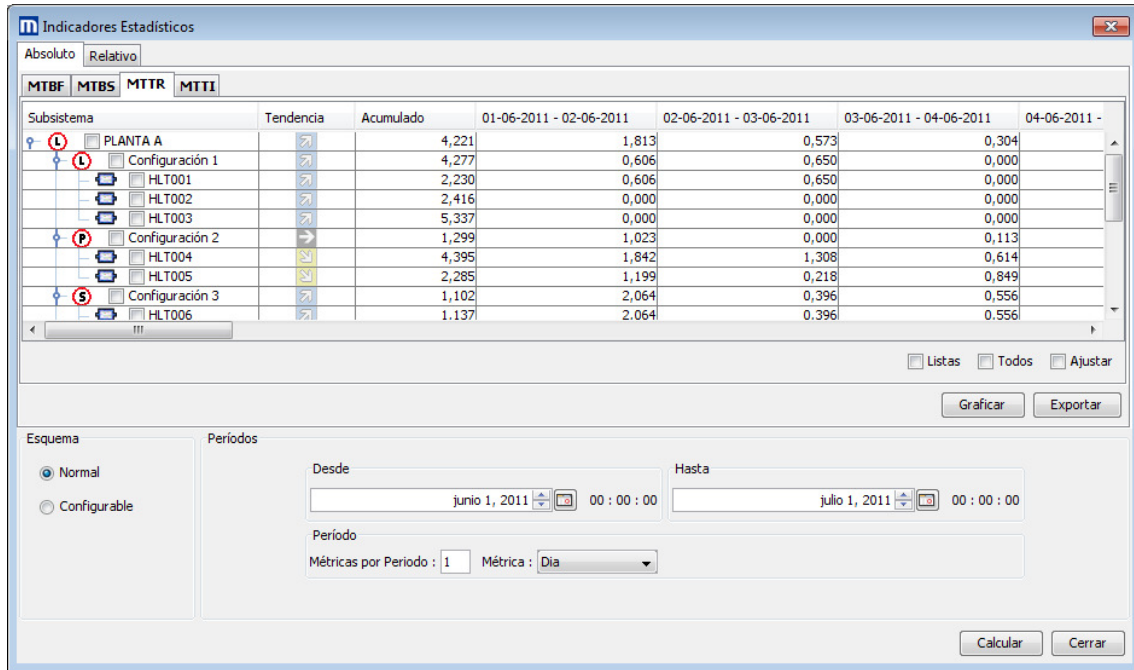 Indicadores Estadísticos
Absoluto Relativo
MTBF MTBS MTTR MTTI
Subsistema Tendencia Acumulado 01-06-2011 - 02-06-2011 02-06-2011 - 03-06-2011 03-06-2011 - 04-06-2011 04-06-2011 -
L PLANTA A 4,221 1,813 0,573 0,304
L Configuración 1 4,277 0,606 0,650 0,000
HLT001 2,230 0,606 0,650 0,000
HLT002 2,416 0,000 0,000 0,000
HLT003 5,337 0,000 0,000 0,000
P Configuración 2 1,299 1,023 0,000 0,113
HLT004 4,395 1,842 1,308 0,614
HLT005 2,285 1,199 0,218 0,849
S Configuración 3 1,102 2,064 0,396 0,556
HLT006 1,137 2,064 0,396 0,556
Listas Todos Ajustar
Graficar Exportar
Esquema Períodos
Normal
Configurable
Desde Hasta
junio 1, 2011 00 : 00 : 00 julio 1, 2011 00 : 00 : 00
Período
Métricas por Periodo : 1 Métrica : Dia
Calcular Cerrar